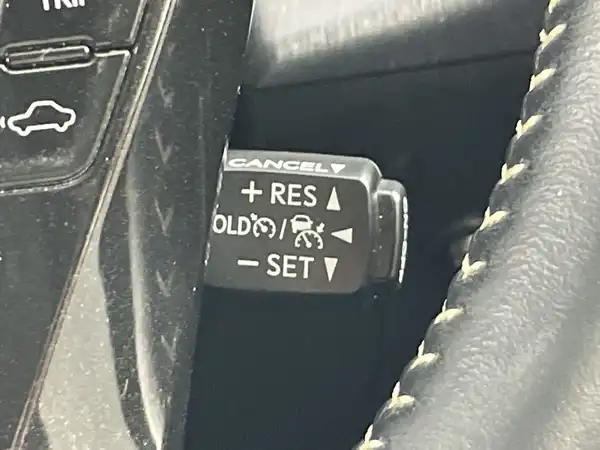 TRIP
CANCEL▼
+ RES ▲
OLD / ◄
− SET ▼